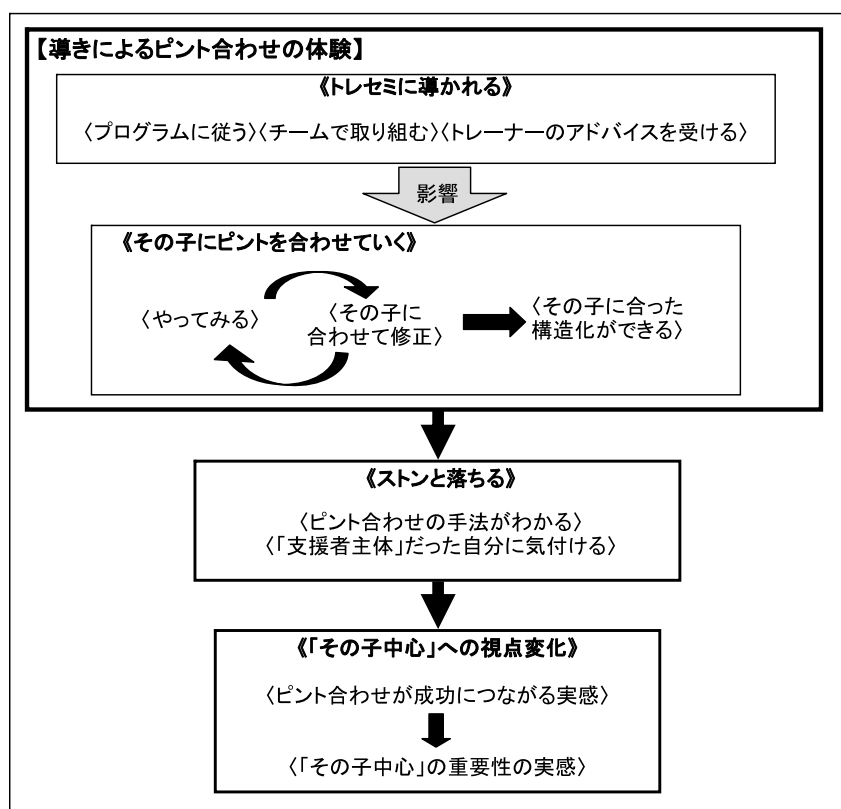 【導きによるピント合わせの体験】
《トレセミに導かれる》
〈プログラムに従う〉〈チームで取り組む〉〈トレーナーのアドバイスを受ける〉
影響
《その子にピントを合わせていく》
〈やってみる〉
〈その子に
合わせて修正〉
〈その子に合った
構造化ができる〉
《ストンと落ちる》
〈ピント合わせの手法がわかる〉
〈「支援者主体」だった自分に気付ける〉
《「その子中心」への視点変化》
〈ピント合わせが成功につながる実感〉
〈「その子中心」の重要性の実感〉